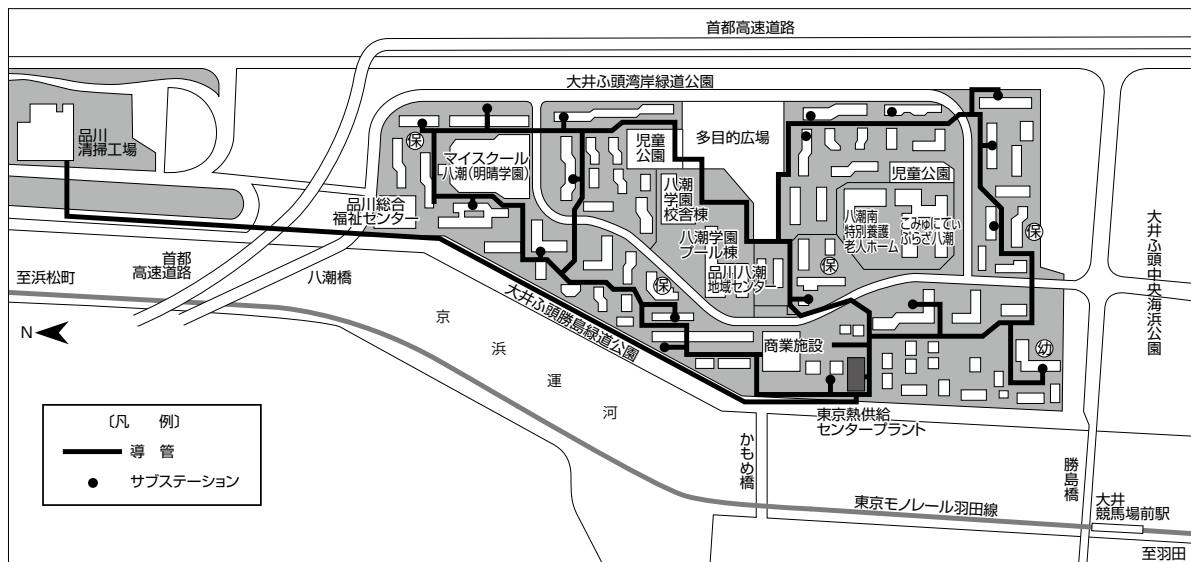 首都高速道路
大井ふ頭湾岸緑道公園
品川
清掃工場
保
マイスクール
八潮(明晴学園)
児童
公園
多目的広場
八潮
学園
校舎棟
児童公園
品川総合
福祉センター
八潮学園
プール棟
八潮南
特別養護
老人ホーム
こみゅにてぃ
ぷらざ八潮
保
保
品川八潮
地域センター
保
大井ふ頭中央海浜公園
首都
高速道路
八潮橋
至浜松町
N
大井ふ頭勝島緑道公園
京浜運河
商業施設
幼
東京熱供給
センタープラント
かもめ橋
勝島橋
大井
競馬場前駅
東京モノレール羽田線
至羽田
〔凡 例〕
導 管
サブステーション